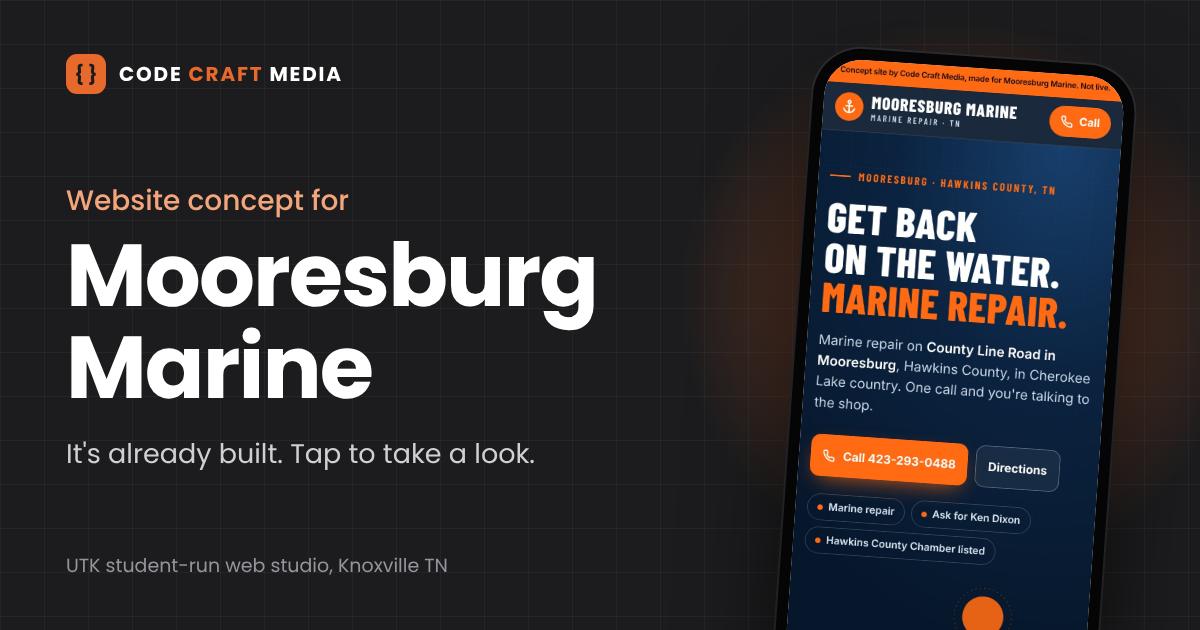 { } CODE CRAFT MEDIA
Website concept for
Mooresburg
Marine
It's already built. Tap to take a look.
UTK student-run web studio, Knoxville TN
Concept site by Code Craft Media, made for Mooresburg Marine. Not live.
MOORESBURG MARINE
MARINE REPAIR · TN
Call
MOORESBURG · HAWKINS COUNTY, TN
GET BACK
ON THE WATER.
MARINE REPAIR.
Marine repair on County Line Road in
Mooresburg, Hawkins County, in Cherokee
Lake country. One call and you're talking to
the shop.
Call 423-293-0488
Directions
Marine repair
Ask for Ken Dixon
Hawkins County Chamber listed